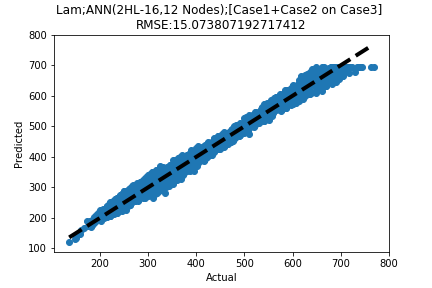 Lam;ANN(2HL-16,12 Nodes);[Case1+Case2 on Case3]
RMSE:15.073807192717412
800
700
600
500
400
300
200
100
Predicted
200 300 400 500 600 700 800
Actual